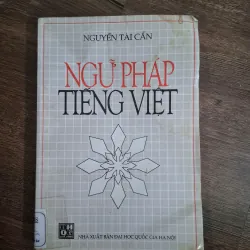 NGUYỄN TÀI CẨN
NGỮ PHÁP
TIẾNG VIỆT
NHÀ XUẤT BẢN ĐẠI HỌC QUỐC GIA HÀ NỘI